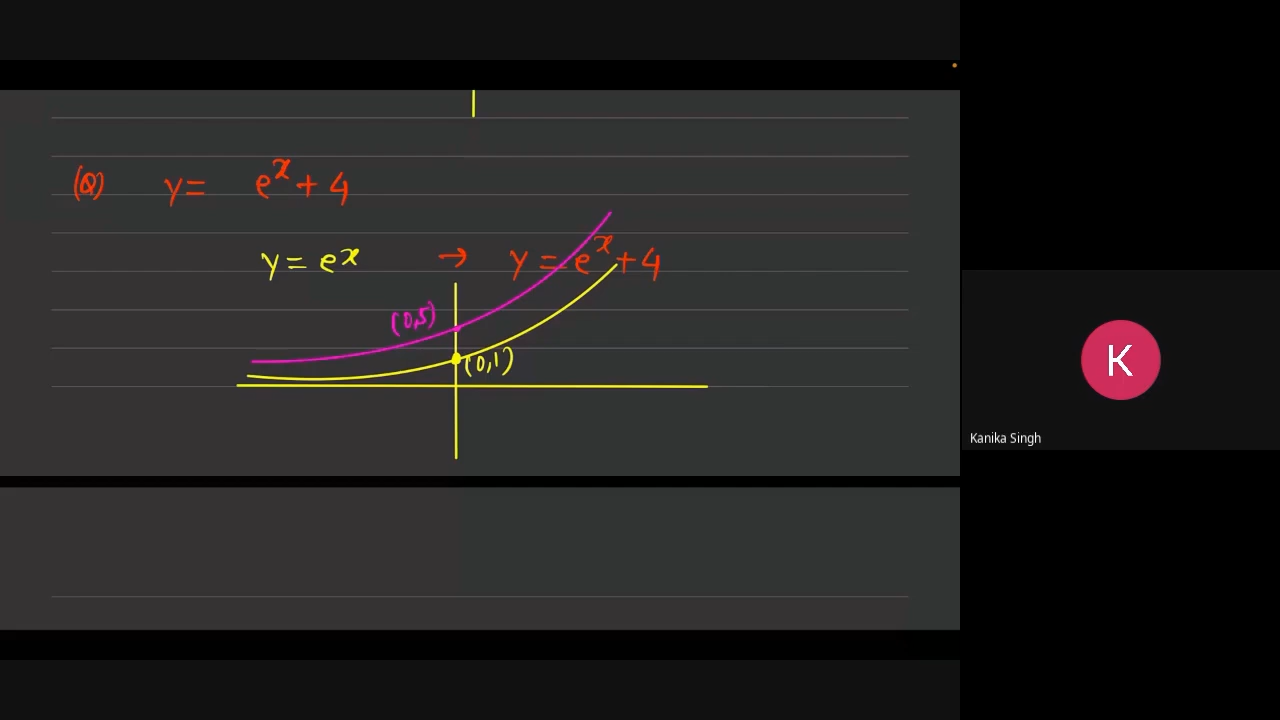 (Q) y = e^x + 4
y = e^x → y = e^x + 4
(0,5)
(0,1)
K
Kanika Singh